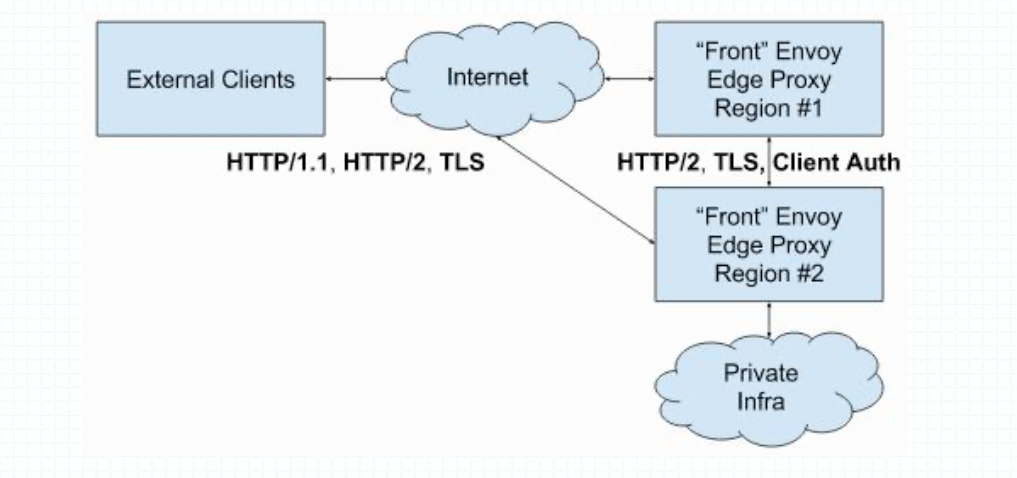 External Clients
Internet
“Front” Envoy
Edge Proxy
Region #1
HTTP/1.1, HTTP/2, TLS
HTTP/2, TLS, Client Auth
“Front” Envoy
Edge Proxy
Region #2
Private
Infra